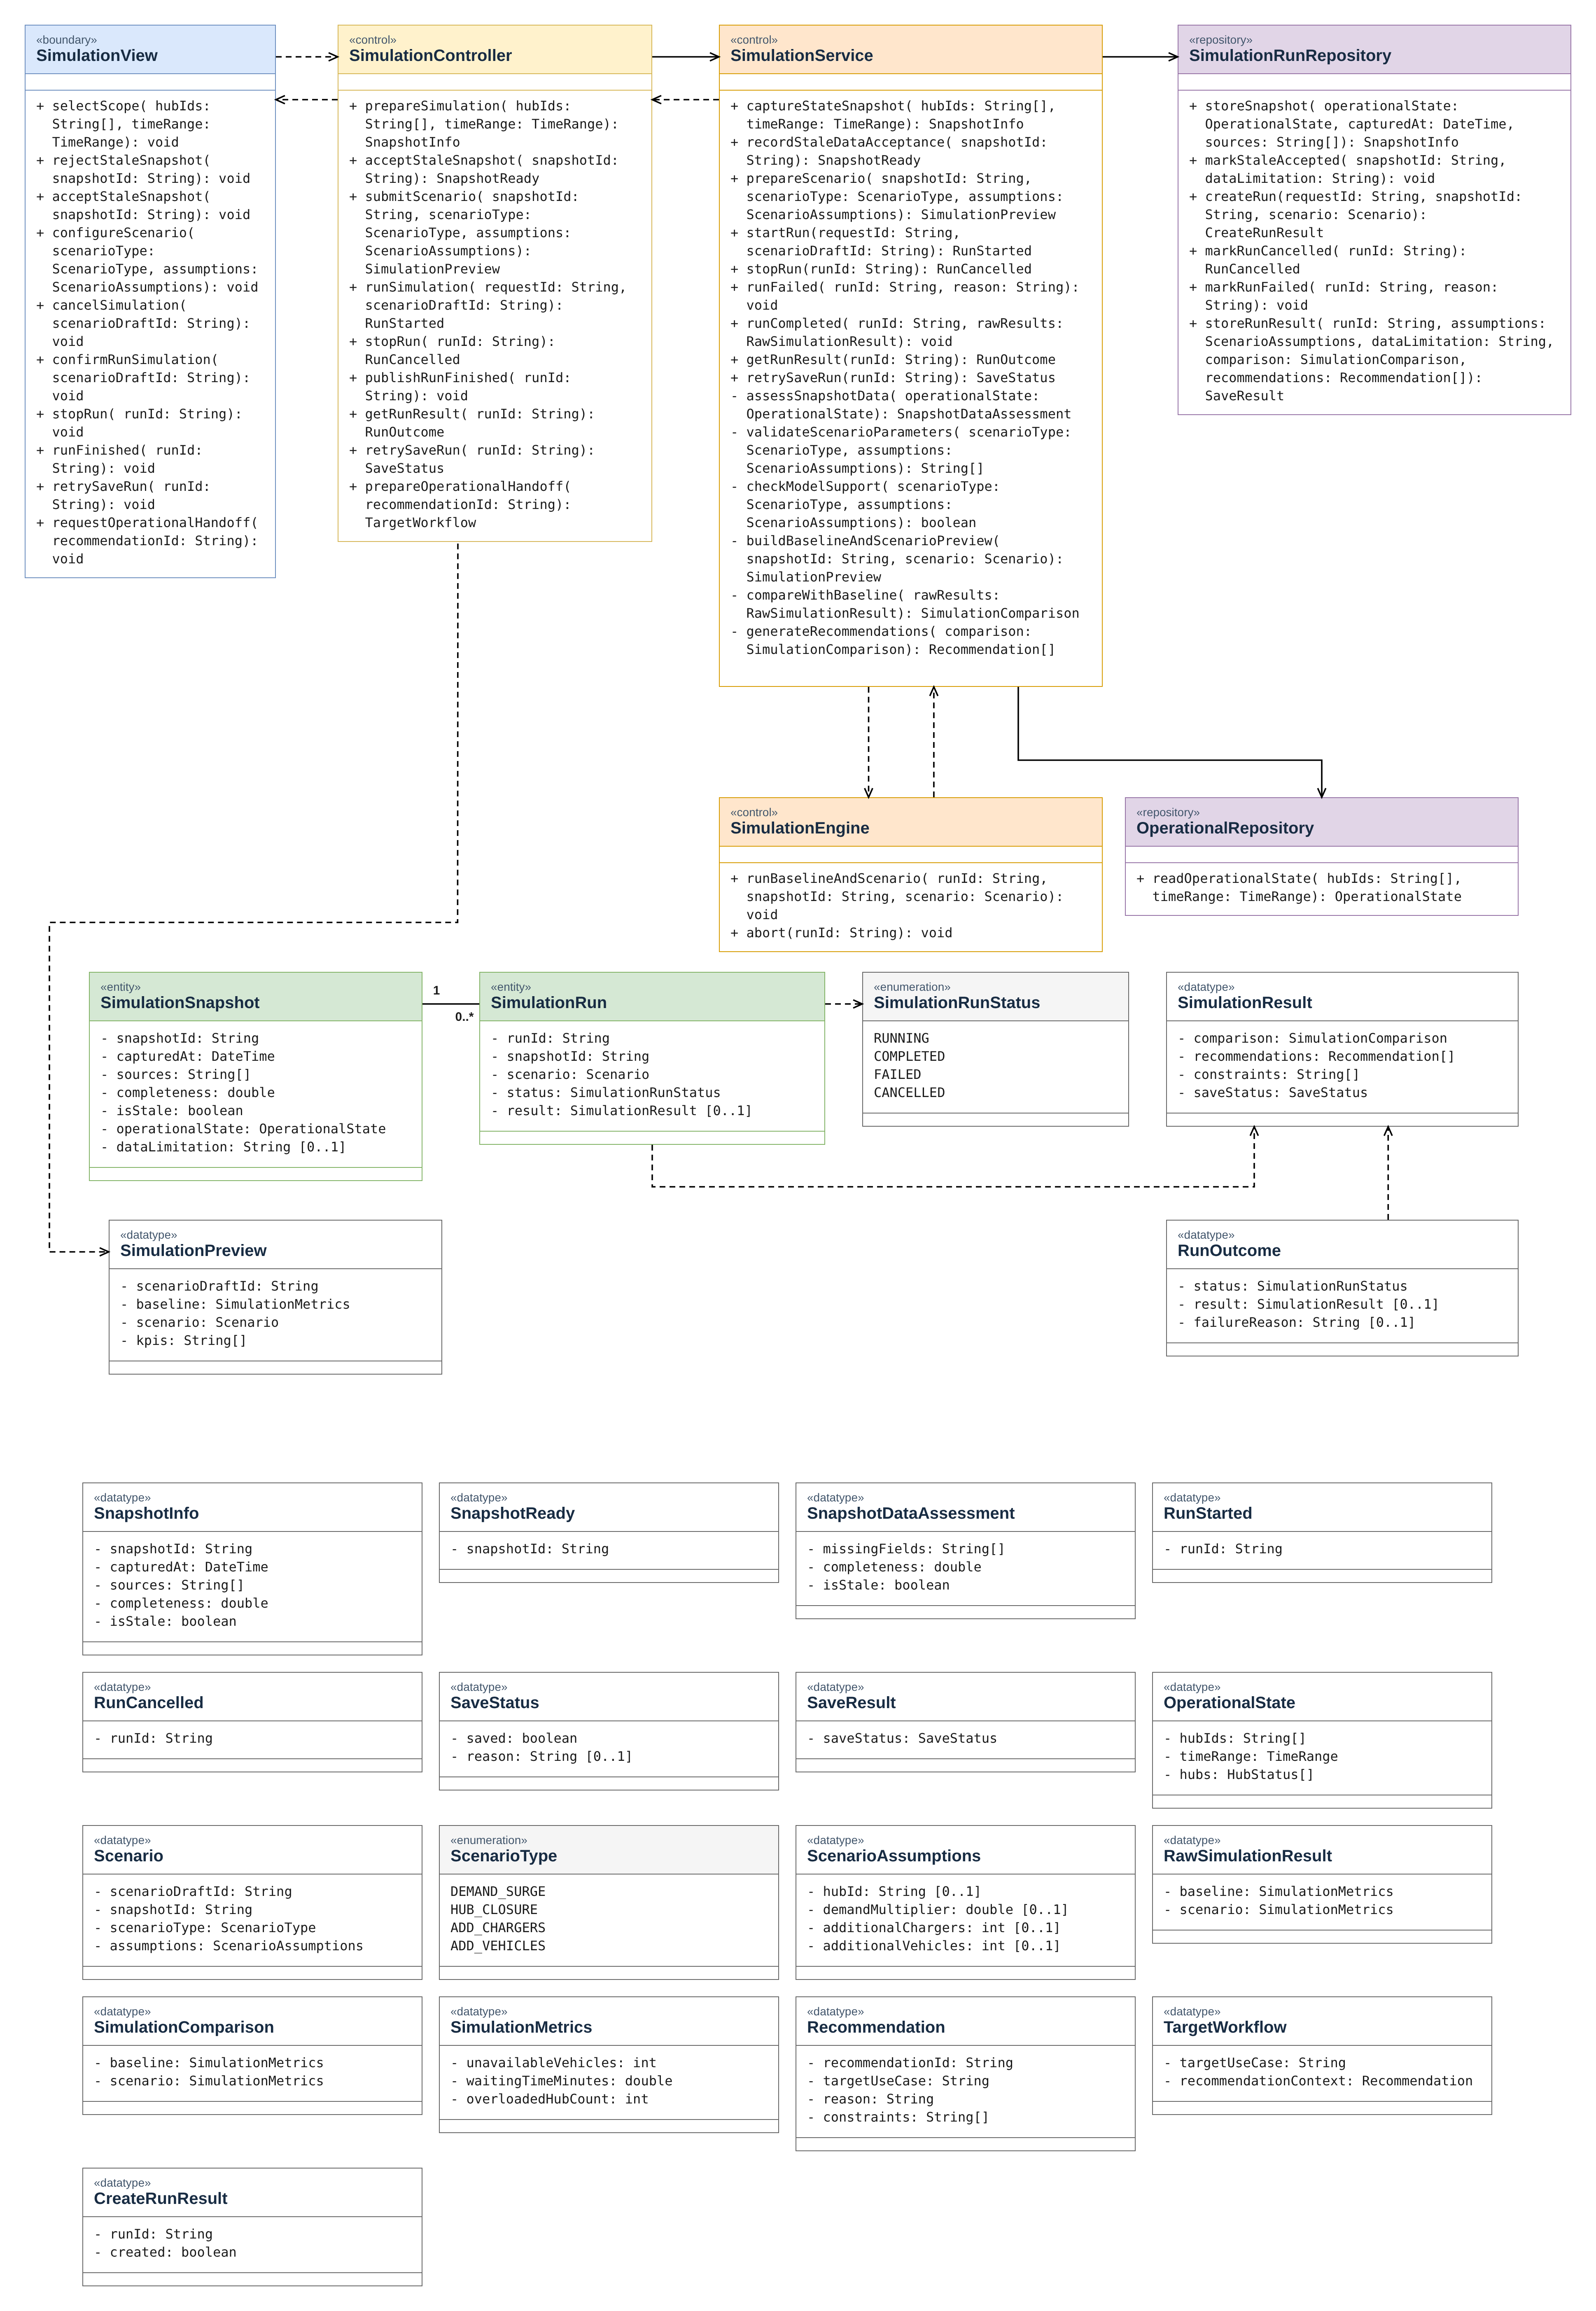 «boundary»
SimulationView
+ selectScope( hubIds:
String[], timeRange:
TimeRange): void
+ rejectStaleSnapshot(
snapshotId: String): void
+ acceptStaleSnapshot(
snapshotId: String): void
+ configureScenario(
scenarioType:
ScenarioType, assumptions:
ScenarioAssumptions): void
+ cancelSimulation(
scenarioDraftId: String):
void
+ confirmRunSimulation(
scenarioDraftId: String):
void
+ stopRun( runId: String):
void
+ runFinished( runId:
String): void
+ retrySaveRun( runId:
String): void
+ requestOperationalHandoff(
recommendationId: String):
void
«control»
SimulationController
+ prepareSimulation( hubIds:
String[], timeRange: TimeRange):
SnapshotInfo
+ acceptStaleSnapshot( snapshotId:
String): SnapshotReady
+ submitScenario( snapshotId:
String, scenarioType:
ScenarioType, assumptions:
ScenarioAssumptions):
SimulationPreview
+ runSimulation( requestId: String,
scenarioDraftId: String):
RunStarted
+ stopRun( runId: String):
RunCancelled
+ publishRunFinished( runId:
String): void
+ getRunResult( runId: String):
RunOutcome
+ retrySaveRun( runId: String):
SaveStatus
+ prepareOperationalHandoff(
recommendationId: String):
TargetWorkflow
«control»
SimulationService
+ captureStateSnapshot( hubIds: String[],
timeRange: TimeRange): SnapshotInfo
+ recordStaleDataAcceptance( snapshotId:
String): SnapshotReady
+ prepareScenario( snapshotId: String,
scenarioType: ScenarioType, assumptions:
ScenarioAssumptions): SimulationPreview
+ startRun(requestId: String,
scenarioDraftId: String): RunStarted
+ stopRun(runId: String): RunCancelled
+ runFailed( runId: String, reason: String):
void
+ runCompleted( runId: String, rawResults:
RawSimulationResult): void
+ getRunResult(runId: String): RunOutcome
+ retrySaveRun(runId: String): SaveStatus
- assessSnapshotData( operationalState:
OperationalState): SnapshotDataAssessment
- validateScenarioParameters( scenarioType:
ScenarioType, assumptions:
ScenarioAssumptions): String[]
- checkModelSupport( scenarioType:
ScenarioType, assumptions:
ScenarioAssumptions): boolean
- buildBaselineAndScenarioPreview(
snapshotId: String, scenario: Scenario):
SimulationPreview
- compareWithBaseline( rawResults:
RawSimulationResult): SimulationComparison
- generateRecommendations( comparison:
SimulationComparison): Recommendation[]
«repository»
SimulationRunRepository
+ storeSnapshot( operationalState:
OperationalState, capturedAt: DateTime,
sources: String[]): SnapshotInfo
+ markStaleAccepted( snapshotId: String,
dataLimitation: String): void
+ createRun(requestId: String, snapshotId:
String, scenario: Scenario):
CreateRunResult
+ markRunCancelled( runId: String):
RunCancelled
+ markRunFailed( runId: String, reason:
String): void
+ storeRunResult( runId: String, assumptions:
ScenarioAssumptions, dataLimitation: String,
comparison: SimulationComparison,
recommendations: Recommendation[]):
SaveResult
«control»
SimulationEngine
+ runBaselineAndScenario( runId: String,
snapshotId: String, scenario: Scenario):
void
+ abort(runId: String): void
«repository»
OperationalRepository
+ readOperationalState( hubIds: String[],
timeRange: TimeRange): OperationalState
«entity»
SimulationSnapshot
- snapshotId: String
- capturedAt: DateTime
- sources: String[]
- completeness: double
- isStale: boolean
- operationalState: OperationalState
- dataLimitation: String [0..1]
1
0..*
«entity»
SimulationRun
- runId: String
- snapshotId: String
- scenario: Scenario
- status: SimulationRunStatus
- result: SimulationResult [0..1]
«enumeration»
SimulationRunStatus
RUNNING
COMPLETED
FAILED
CANCELLED
«datatype»
SimulationResult
- comparison: SimulationComparison
- recommendations: Recommendation[]
- constraints: String[]
- saveStatus: SaveStatus
«datatype»
SimulationPreview
- scenarioDraftId: String
- baseline: SimulationMetrics
- scenario: Scenario
- kpis: String[]
«datatype»
RunOutcome
- status: SimulationRunStatus
- result: SimulationResult [0..1]
- failureReason: String [0..1]
«datatype»
SnapshotInfo
- snapshotId: String
- capturedAt: DateTime
- sources: String[]
- completeness: double
- isStale: boolean
«datatype»
SnapshotReady
- snapshotId: String
«datatype»
SnapshotDataAssessment
- missingFields: String[]
- completeness: double
- isStale: boolean
«datatype»
RunStarted
- runId: String
«datatype»
RunCancelled
- runId: String
«datatype»
SaveStatus
- saved: boolean
- reason: String [0..1]
«datatype»
SaveResult
- saveStatus: SaveStatus
«datatype»
OperationalState
- hubIds: String[]
- timeRange: TimeRange
- hubs: HubStatus[]
«datatype»
Scenario
- scenarioDraftId: String
- snapshotId: String
- scenarioType: ScenarioType
- assumptions: ScenarioAssumptions
«enumeration»
ScenarioType
DEMAND_SURGE
HUB_CLOSURE
ADD_CHARGERS
ADD_VEHICLES
«datatype»
ScenarioAssumptions
- hubId: String [0..1]
- demandMultiplier: double [0..1]
- additionalChargers: int [0..1]
- additionalVehicles: int [0..1]
«datatype»
RawSimulationResult
- baseline: SimulationMetrics
- scenario: SimulationMetrics
«datatype»
SimulationComparison
- baseline: SimulationMetrics
- scenario: SimulationMetrics
«datatype»
SimulationMetrics
- unavailableVehicles: int
- waitingTimeMinutes: double
- overloadedHubCount: int
«datatype»
Recommendation
- recommendationId: String
- targetUseCase: String
- reason: String
- constraints: String[]
«datatype»
TargetWorkflow
- targetUseCase: String
- recommendationContext: Recommendation
«datatype»
CreateRunResult
- runId: String
- created: boolean